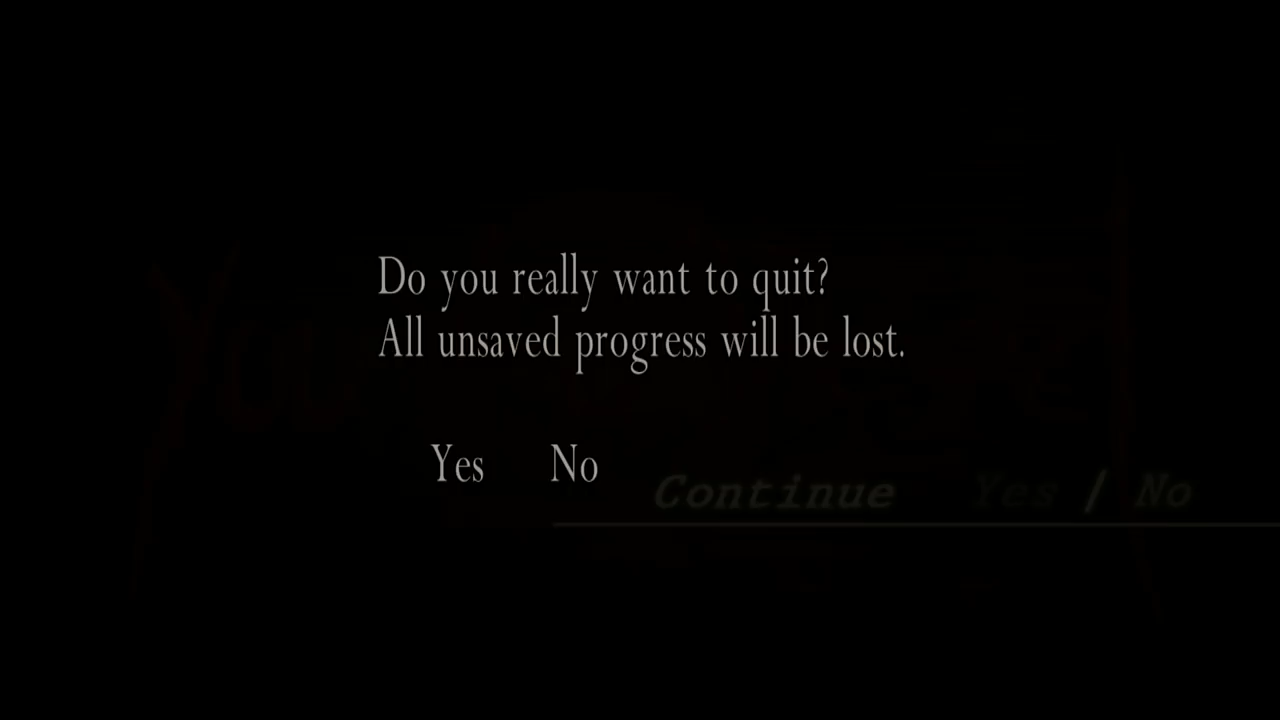 Do you really want to quit?
All unsaved progress will be lost.
Yes No
Continue Yes / No